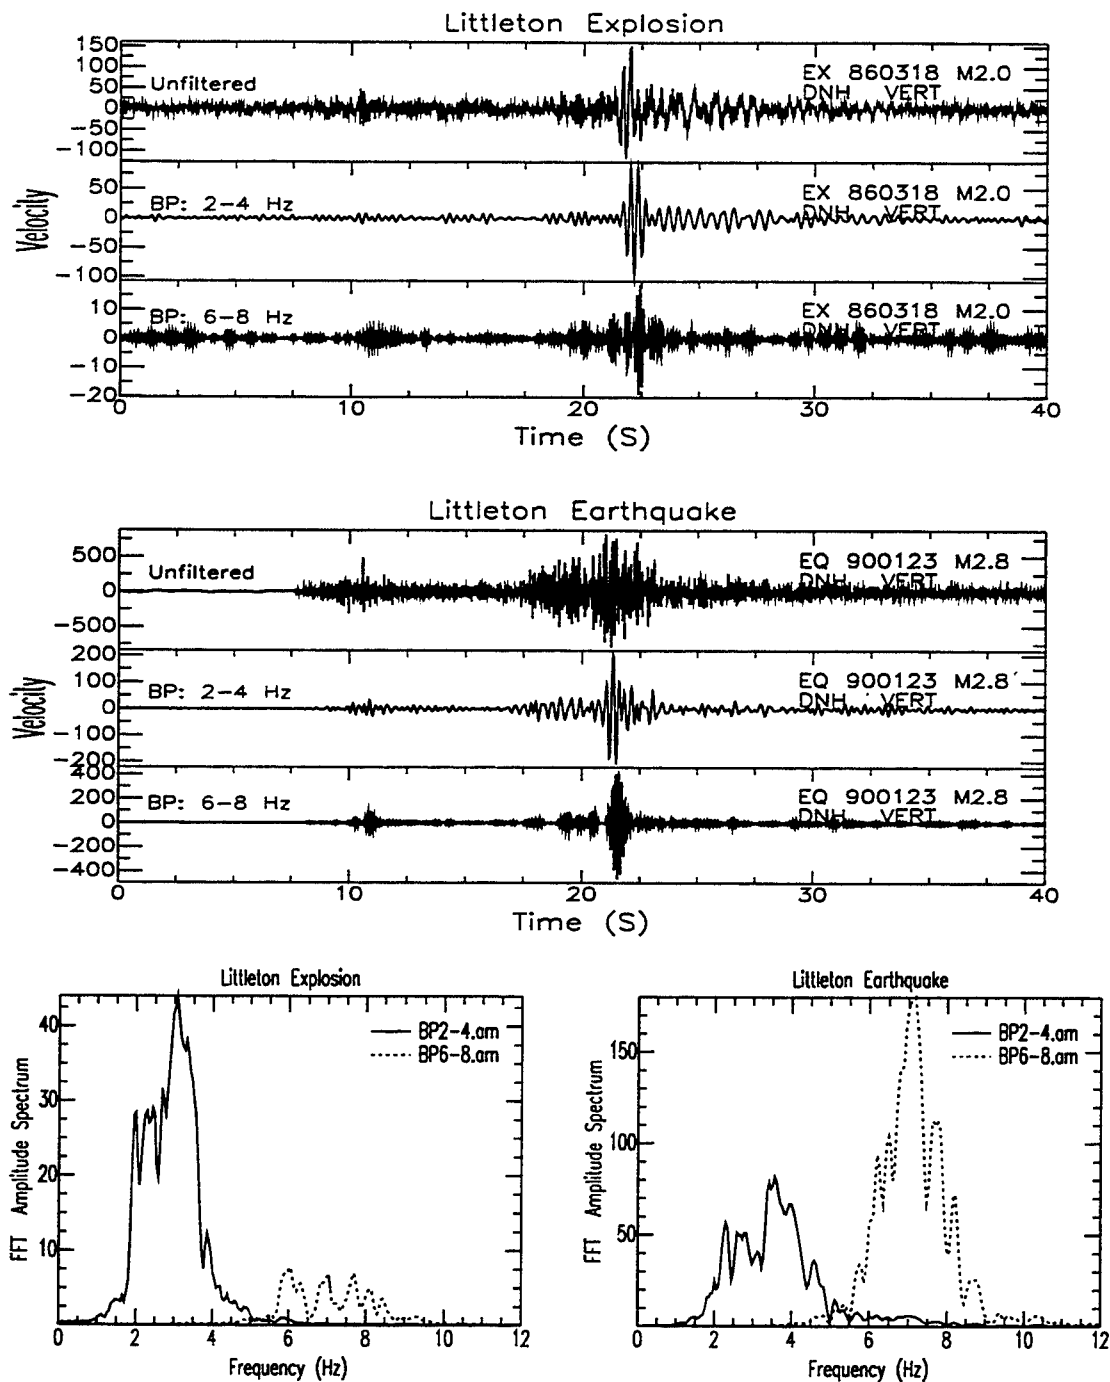 Littleton Explosion
150
100
50
0
-50
-100
Unfiltered
EX 860318 M2.0
DNH VERT
50
0
-50
-100
BP: 2-4 Hz
EX 860318 M2.0
DNH VERT
Velocity
10
0
-10
-20
BP: 6-8 Hz
EX 860318 M2.0
DNH VERT
0 10 20 30 40
Time (S)
Littleton Earthquake
500
0
-500
Unfiltered
EQ 900123 M2.8
DNH VERT
200
100
0
-100
-200
BP: 2-4 Hz
EQ 900123 M2.8
DNH VERT
Velocity
400
200
0
-200
-400
BP: 6-8 Hz
EQ 900123 M2.8
DNH VERT
0 10 20 30 40
Time (S)
Littleton Explosion
40
30
20
10
FFT Amplitude Spectrum
BP2-4.am
BP6-8.am
0 2 4 6 8 10 12
Frequency (Hz)
Littleton Earthquake
150
100
50
FFT Amplitude Spectrum
BP2-4.am
BP6-8.am
0 2 4 6 8 10 12
Frequency (Hz)